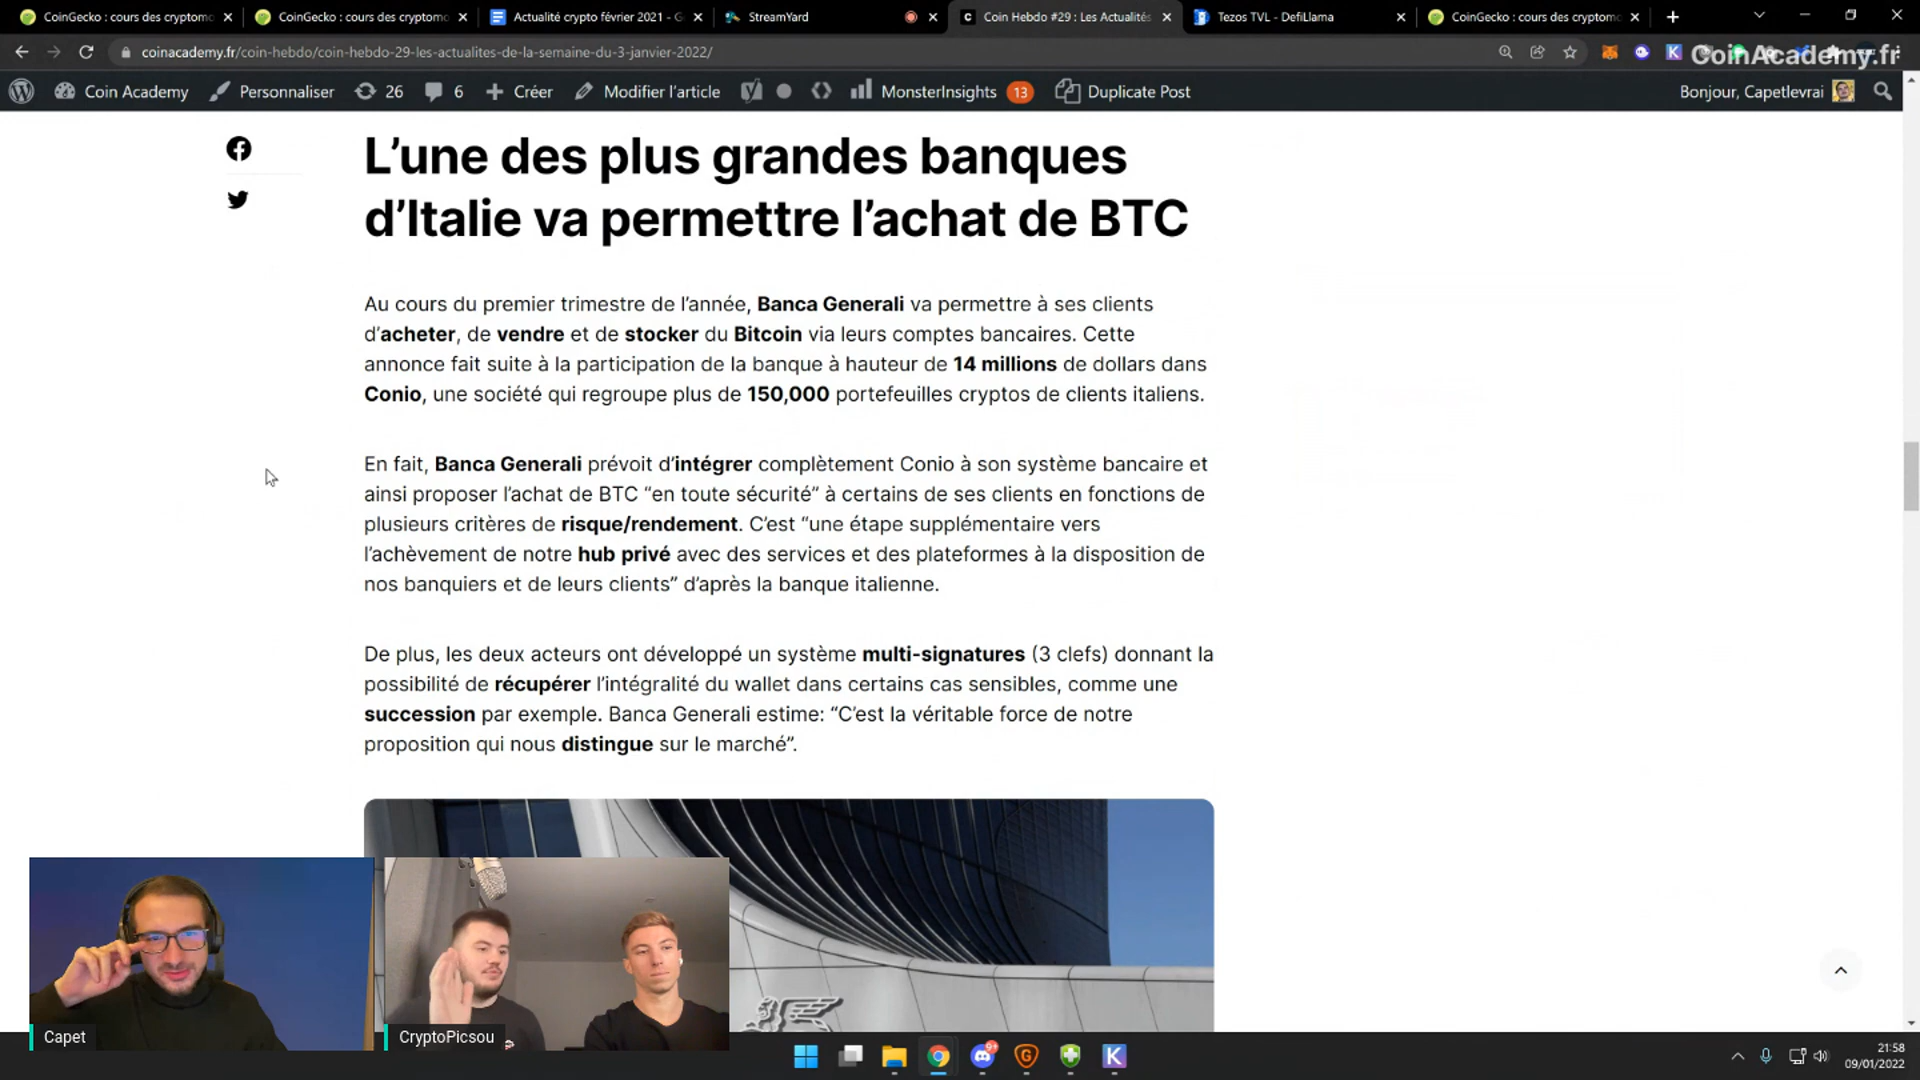 CoinGecko : cours des cryptomo
CoinGecko : cours des cryptomo
Actualité crypto février 2021 - G
StreamYard
Coin Hebdo #29 : Les Actualités
Tezos TVL - DefiLlama
CoinGecko : cours des cryptomo
coinacademy.fr/coin-hebdo/coin-hebdo-29-les-actualites-de-la-semaine-du-3-janvier-2022/
CoinAcademy.fr
Coin Academy
Personnaliser
26
6
Créer
Modifier l'article
MonsterInsights
13
Duplicate Post
Bonjour, Capetlevrai
L'une des plus grandes banques
d'Italie va permettre l'achat de BTC
Au cours du premier trimestre de l'année, Banca Generali va permettre à ses clients
d'acheter, de vendre et de stocker du Bitcoin via leurs comptes bancaires. Cette
annonce fait suite à la participation de la banque à hauteur de 14 millions de dollars dans
Conio, une société qui regroupe plus de 150,000 portefeuilles cryptos de clients italiens.
En fait, Banca Generali prévoit d'intégrer complètement Conio à son système bancaire et
ainsi proposer l'achat de BTC “en toute sécurité” à certains de ses clients en fonctions de
plusieurs critères de risque/rendement. C'est “une étape supplémentaire vers
l'achèvement de notre hub privé avec des services et des plateformes à la disposition de
nos banquiers et de leurs clients” d'après la banque italienne.
De plus, les deux acteurs ont développé un système multi-signatures (3 clefs) donnant la
possibilité de récupérer l'intégralité du wallet dans certains cas sensibles, comme une
succession par exemple. Banca Generali estime: “C'est la véritable force de notre
proposition qui nous distingue sur le marché”.
Capet
CryptoPicsou
21:58
09/01/2022